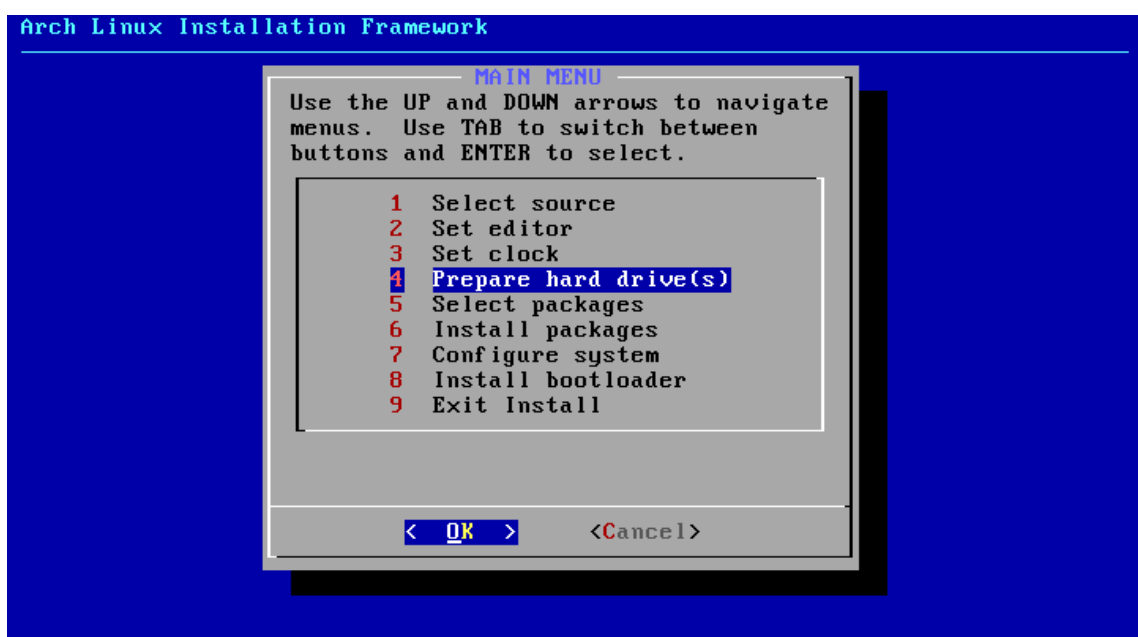 Arch Linux Installation Framework
MAIN MENU
Use the UP and DOWN arrows to navigate
menus.  Use TAB to switch between
buttons and ENTER to select.
1  Select source
2  Set editor
3  Set clock
4  Prepare hard drive(s)
5  Select packages
6  Install packages
7  Configure system
8  Install bootloader
9  Exit Install
<  OK  >     <Cancel>